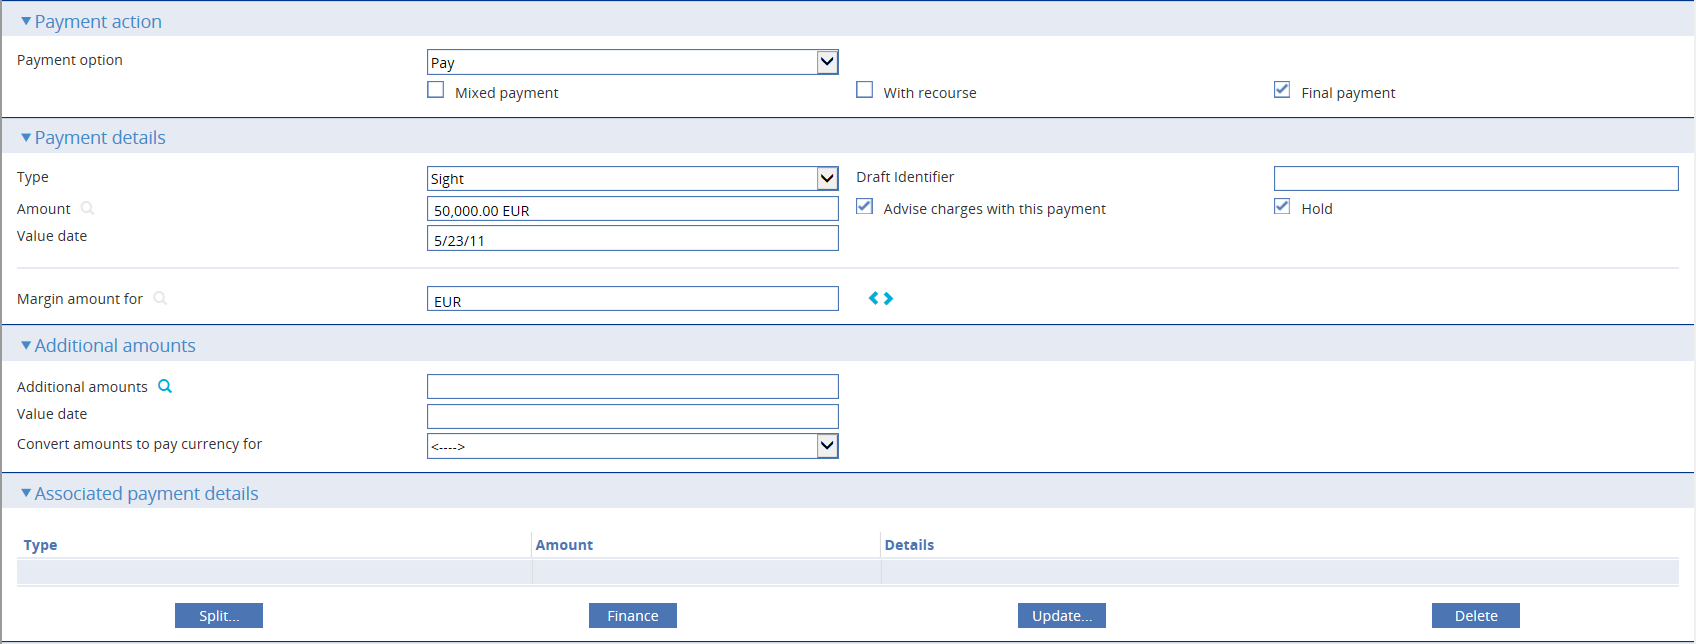 Payment action
Payment option Pay
Mixed payment With recourse Final payment
Payment details
Type Sight Draft Identifier
Amount 50,000.00 EUR Advise charges with this payment Hold
Value date 5/23/11
Margin amount for EUR
Additional amounts
Additional amounts
Value date
Convert amounts to pay currency for <---->
Associated payment details
Type Amount Details
Split... Finance Update... Delete